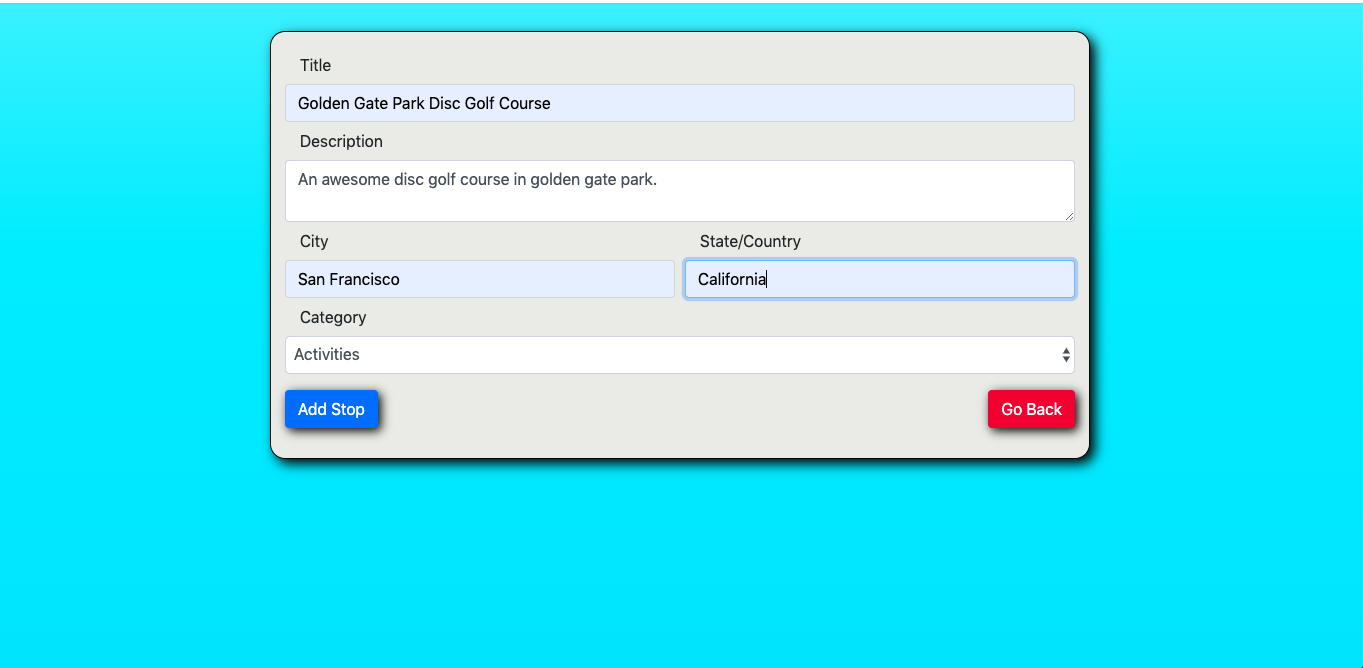 Title
Golden Gate Park Disc Golf Course
Description
An awesome disc golf course in golden gate park.
City State/Country
San Francisco California
Category
Activities
Add Stop Go Back